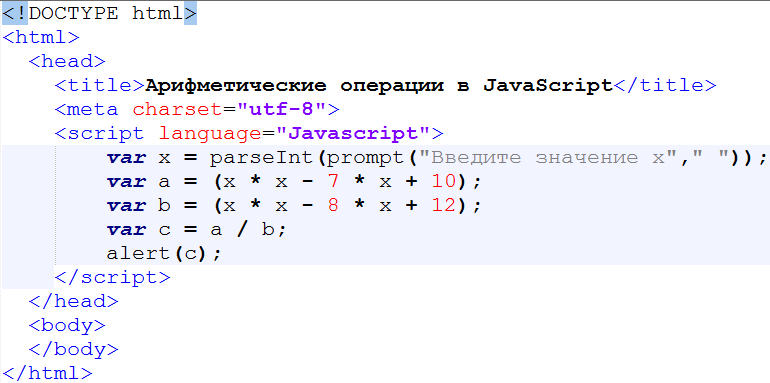 <!DOCTYPE html>
<html>
<head>
<title>Арифметические операции в JavaScript</title>
<meta charset="utf-8">
<script language="Javascript">
var x = parseInt(prompt("Введите значение x"," "));
var a = (x * x - 7 * x + 10);
var b = (x * x - 8 * x + 12);
var c = a / b;
alert(c);
</script>
</head>
<body>
</body>
</html>